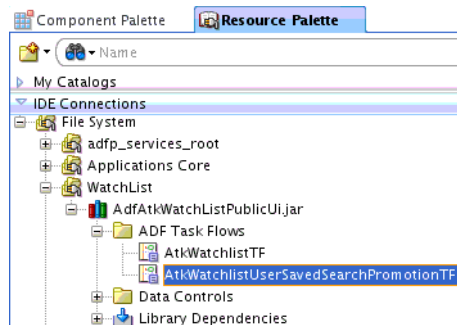 Component Palette Resource Palette
Name
My Catalogs
IDE Connections
File System
adfp_services_root
Applications Core
WatchList
AdfAtkWatchListPublicUi.jar
ADF Task Flows
AtkWatchlistTF
AtkWatchlistUserSavedSearchPromotionTF
Data Controls
Library Dependencies